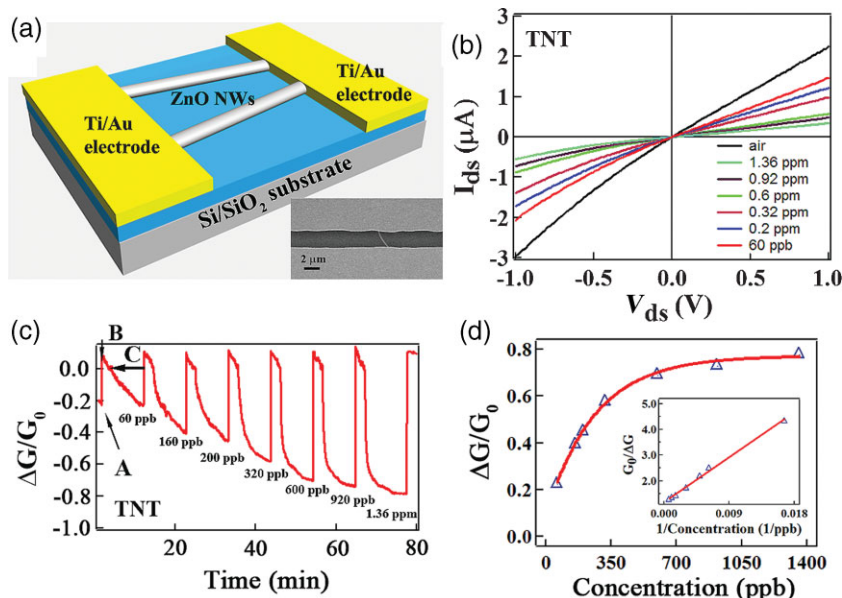 (a)
Ti/Au
electrode
ZnO NWs
Ti/Au
electrode
Si/SiO₂ substrate
2 μm
(b)
TNT
I_ds (μA)
3
2
1
0
-1
-2
-3
air
1.36 ppm
0.92 ppm
0.6 ppm
0.32 ppm
0.2 ppm
60 ppb
-1.0 -0.5 0.0 0.5 1.0
V_ds (V)
(c)
B
C
A
ΔG/G₀
0.0
-0.2
-0.4
-0.6
-0.8
-1.0
60 ppb
160 ppb
200 ppb
320 ppb
600 ppb
920 ppb
1.36 ppm
TNT
20 40 60 80
Time (min)
(d)
ΔG/G₀
0.8
0.6
0.4
0.2
0.0
0 350 700 1050 1400
Concentration (ppb)
G₀/ΔG
5.0
4.0
3.0
2.0
0.000 0.009 0.018
1/Concentration (1/ppb)